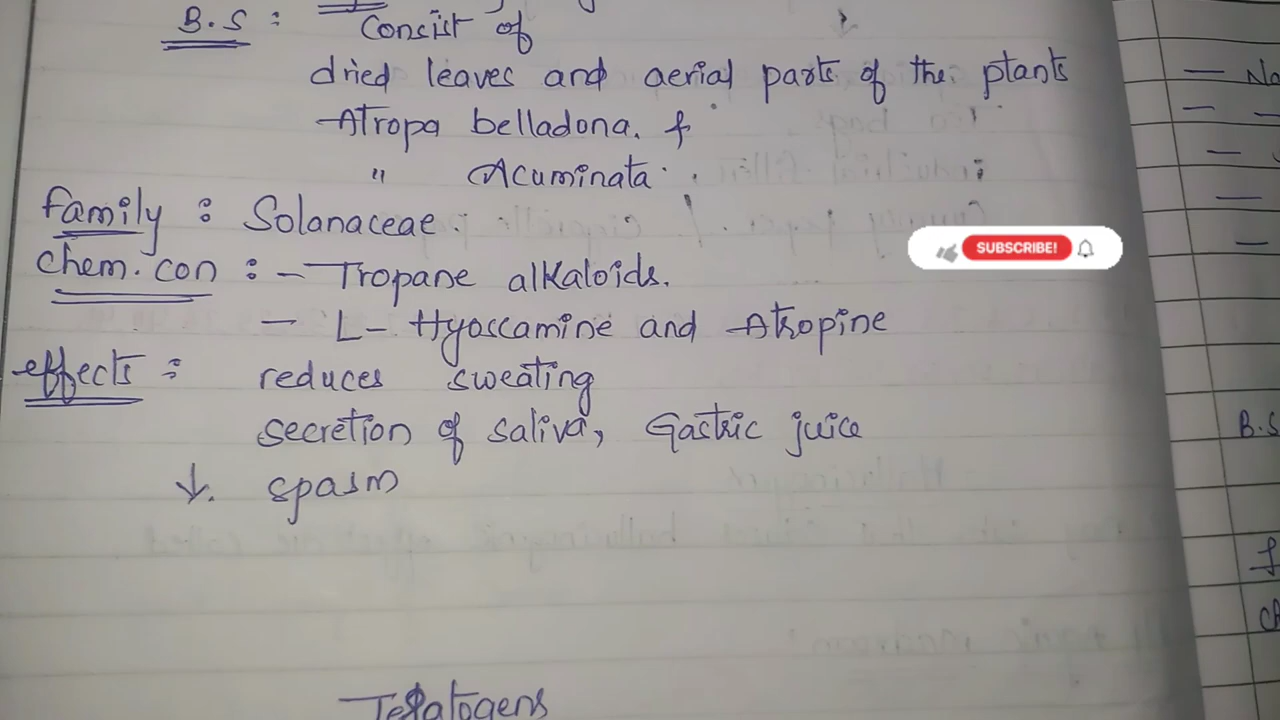 B.S : Consist of
dried leaves and aerial parts of the plants
Atropa belladona. &
" Acuminata.
family : Solanaceae.
chem. con : - Tropane alkaloids.
- L- Hyoscamine and Atropine
effects : reduces sweating
secretion of saliva, Gastric juice
↓. spasm
Teratogens
SUBSCRIBE!
- No
B.S